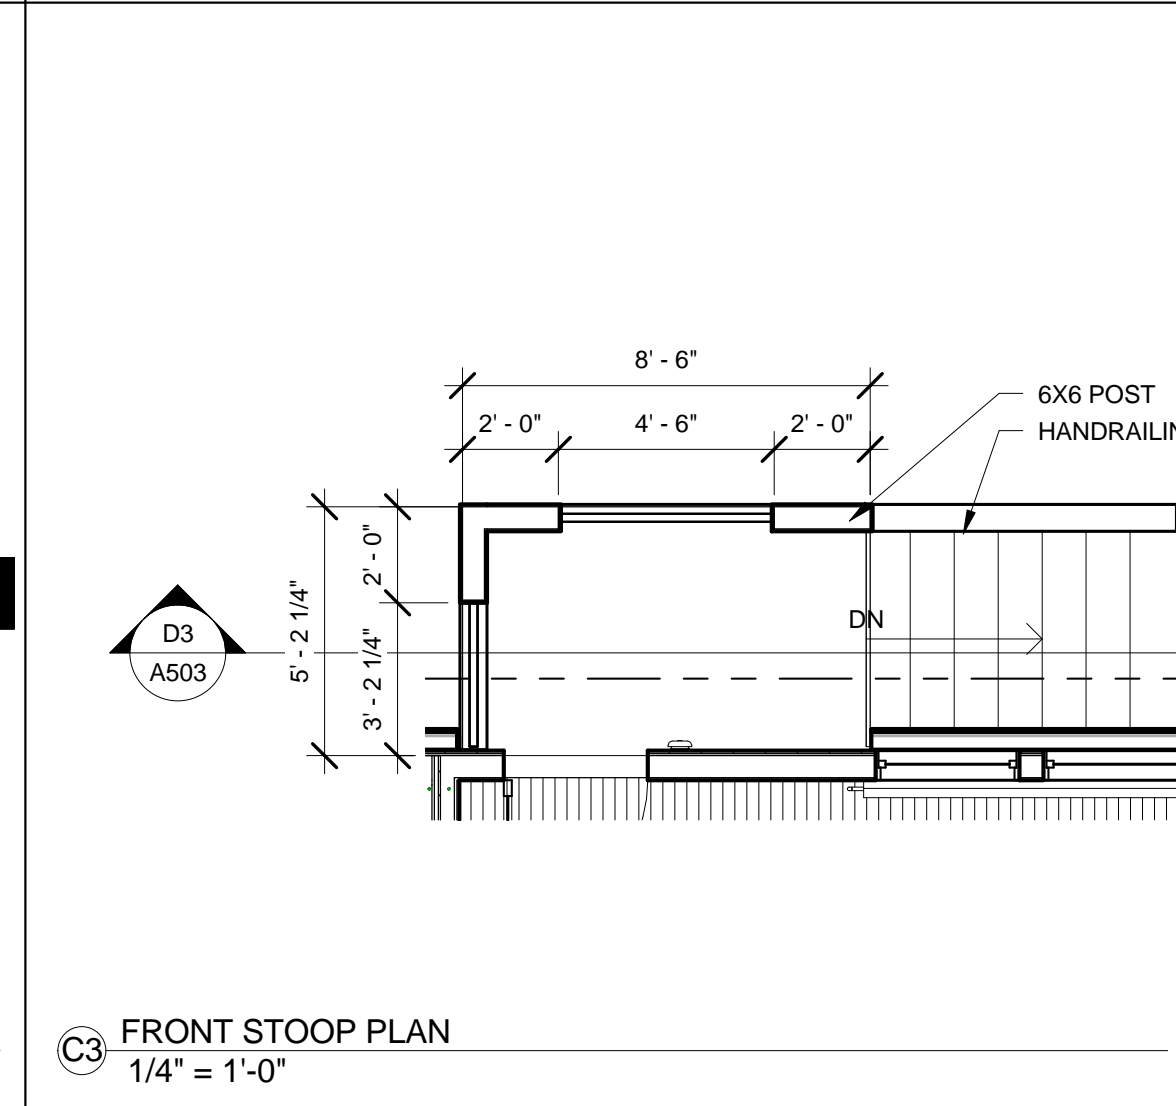 8' - 6"
2' - 0"
4' - 6"
2' - 0"
6X6 POST
HANDRAILIN
2' - 0"
5' - 2 1/4"
3' - 2 1/4"
DN
D3
A503
C3
FRONT STOOP PLAN
1/4" = 1'-0"